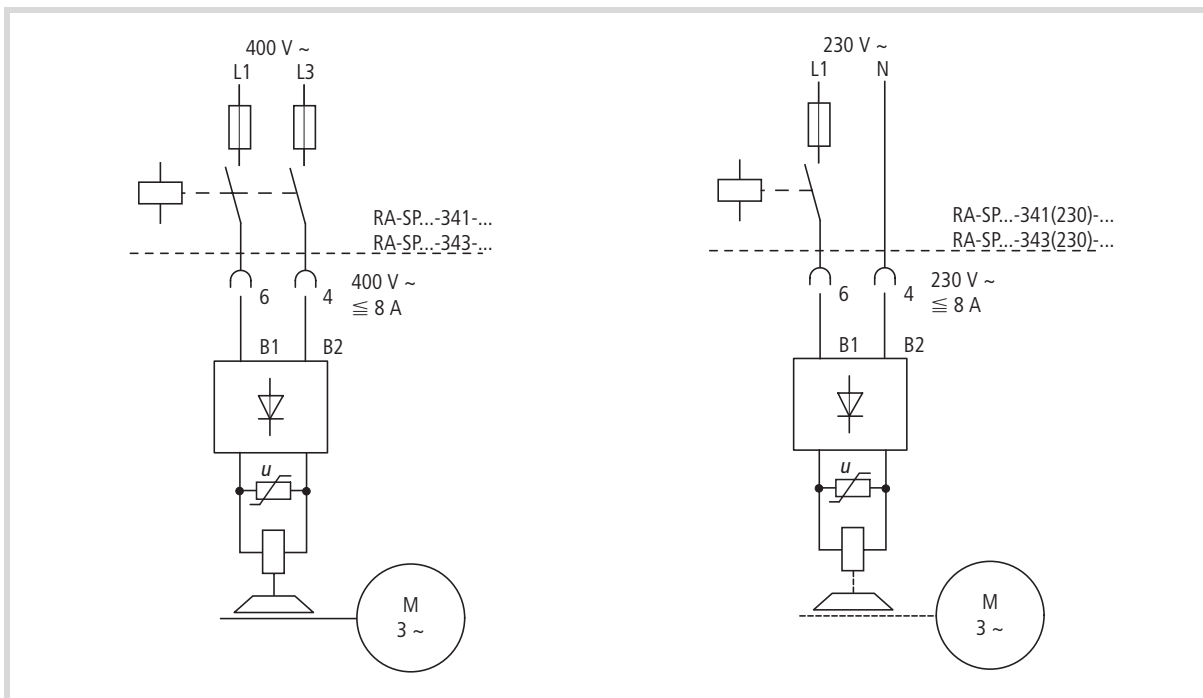 400 V ~
L1 L3
RA-SP...-341-...
RA-SP...-343-...
6 4 400 V ~
≦ 8 A
B1 B2
u
M
3 ~
230 V ~
L1 N
RA-SP...-341(230)-...
RA-SP...-343(230)-...
6 4 230 V ~
≦ 8 A
B1 B2
u
M
3 ~